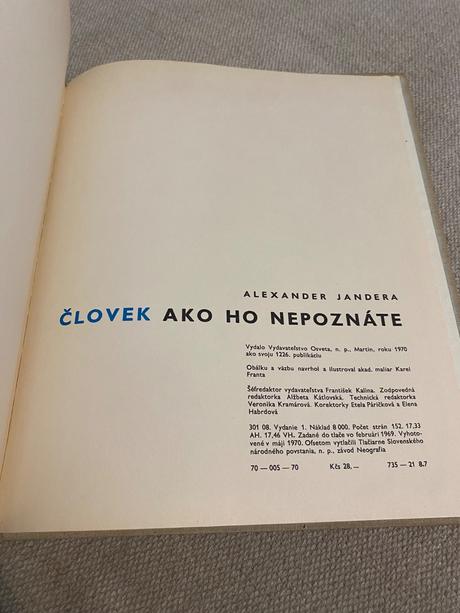 ALEXANDER JANDERA
ČLOVEK AKO HO NEPOZNÁTE
Vydalo Vydavateľstvo Osveta, n. p., Martin, roku 1970
ako svoju 1226. publikáciu
Obálku a väzbu navrhol a ilustroval akad. maliar Karel
Franta
Šéfredaktor vydavateľstva František Kalina. Zodpovedná
redaktorka Alžbeta Kátlovská. Technická redaktorka
Veronika Kramárová. Korektorky Etela Páričková a Elena
Habrdová
301 08. Vydanie 1. Náklad 8 000. Počet strán 152. 17,33
AH. 17,46 VH. Zadané do tlače vo februári 1969. Vyhoto-
vené v máji 1970. Ofsetom vytlačili Tlačiarne Slovenského
národného povstania, n. p., závod Neografia
70 — 005 — 70 Kčs 28,— 735 — 21 8.7